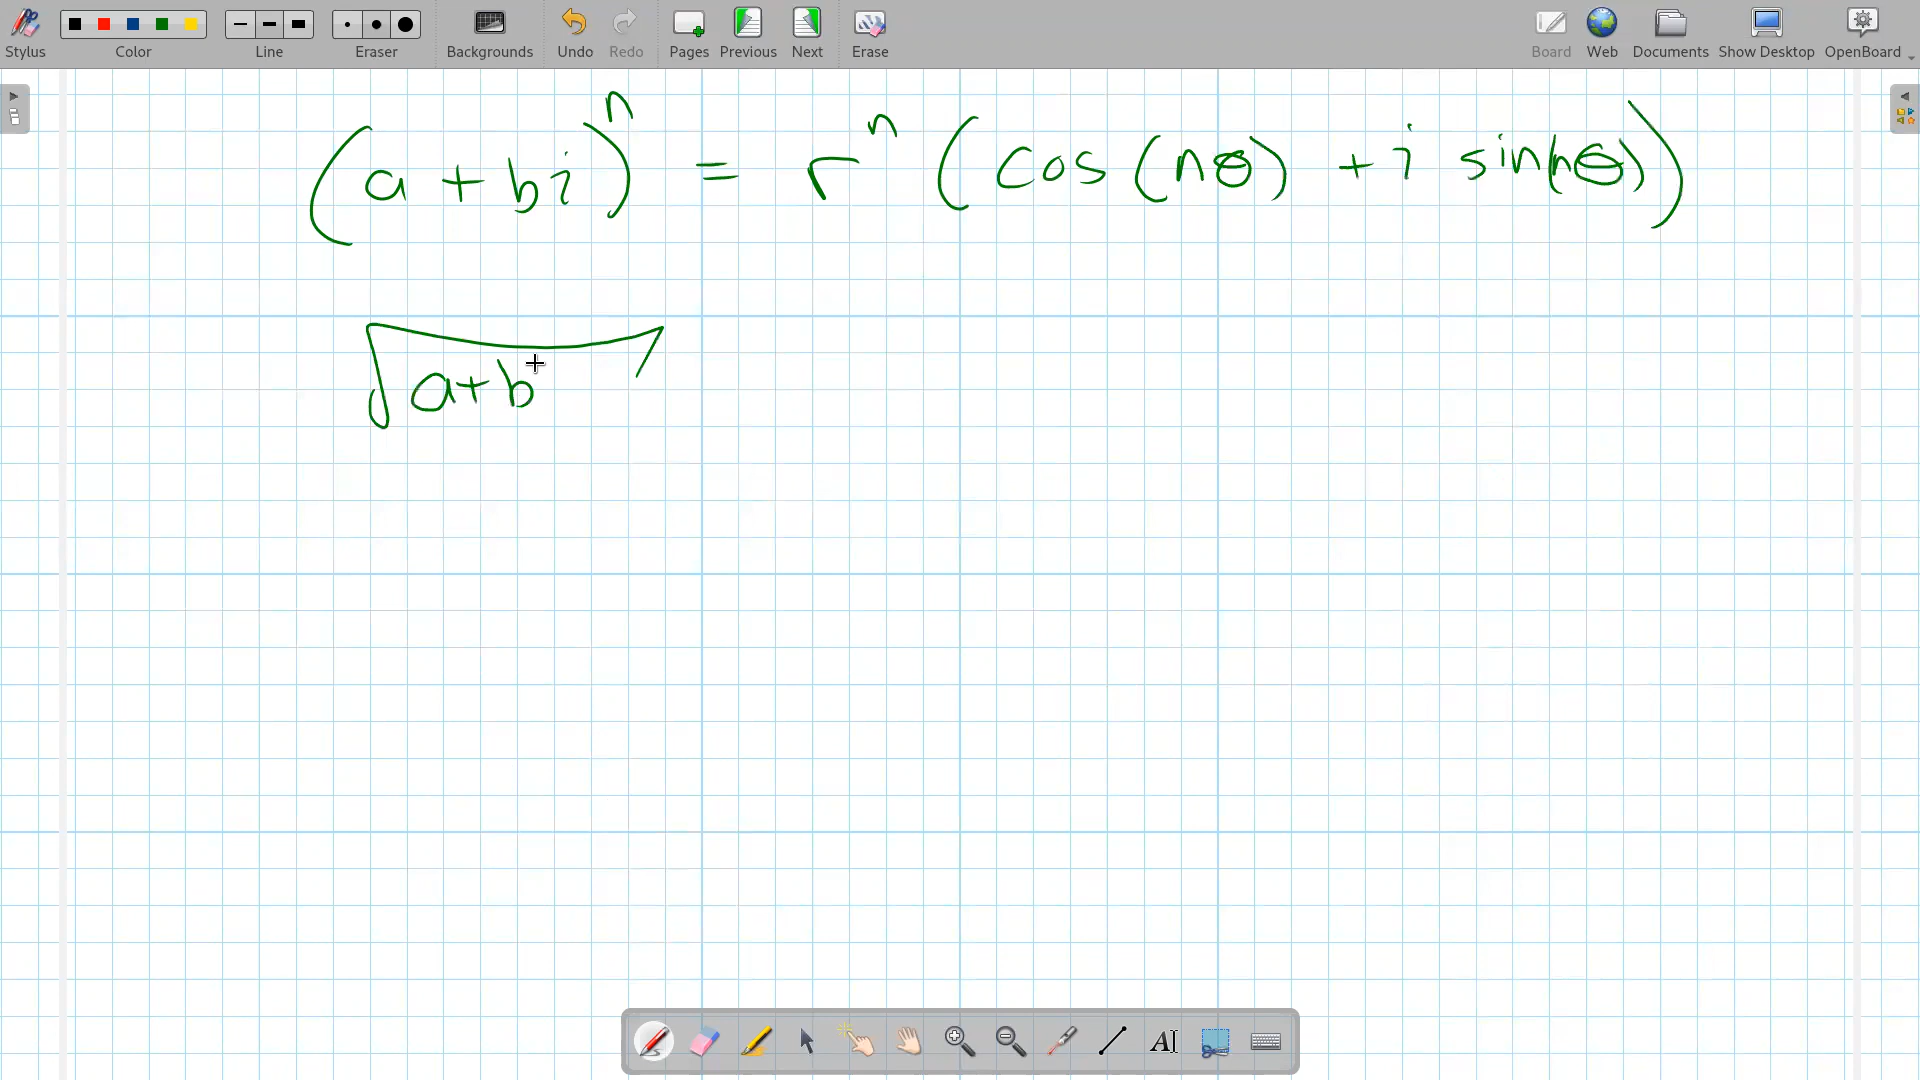 Stylus Color Line Eraser Backgrounds Undo Redo Pages Previous Next Erase Board Web Documents Show Desktop OpenBoard
(a + bi)ⁿ = rⁿ (cos(nθ) + i sin(nθ))
√a+b